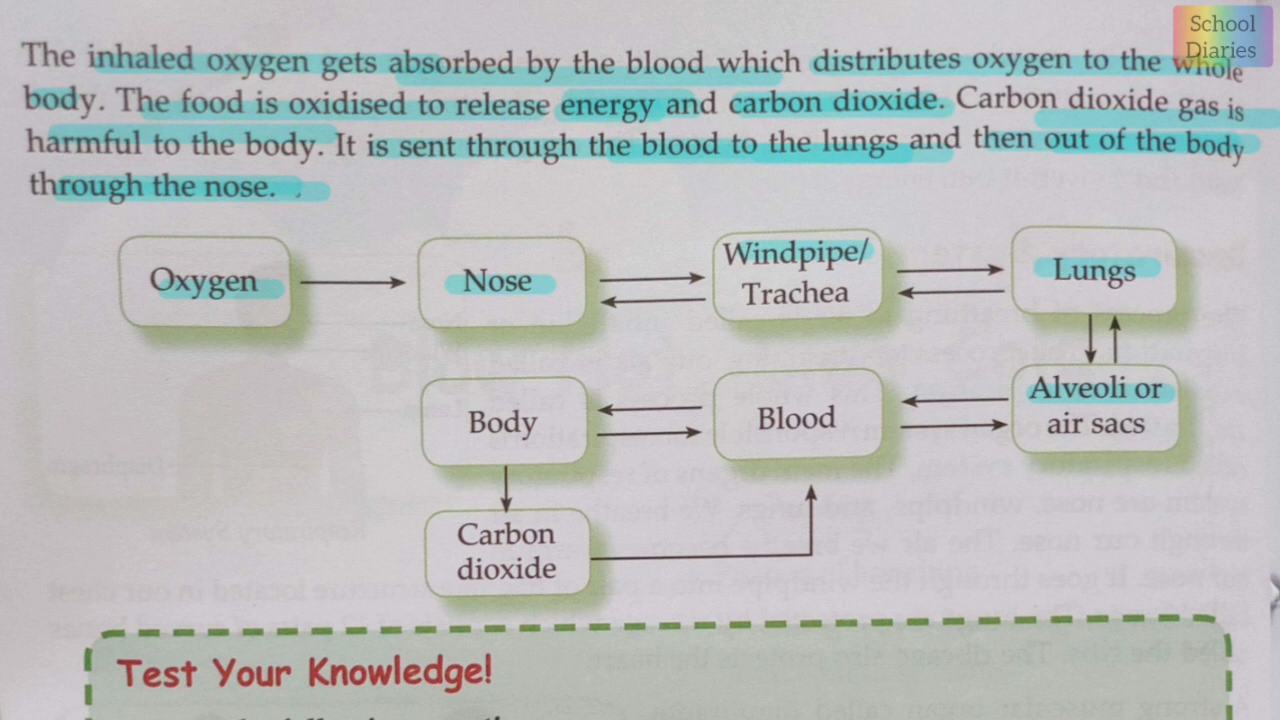 School
Diaries
The inhaled oxygen gets absorbed by the blood which distributes oxygen to the whole
body. The food is oxidised to release energy and carbon dioxide. Carbon dioxide gas is
harmful to the body. It is sent through the blood to the lungs and then out of the body
through the nose.
Oxygen
Nose
Windpipe/
Trachea
Lungs
Body
Blood
Alveoli or
air sacs
Carbon
dioxide
Test Your Knowledge!